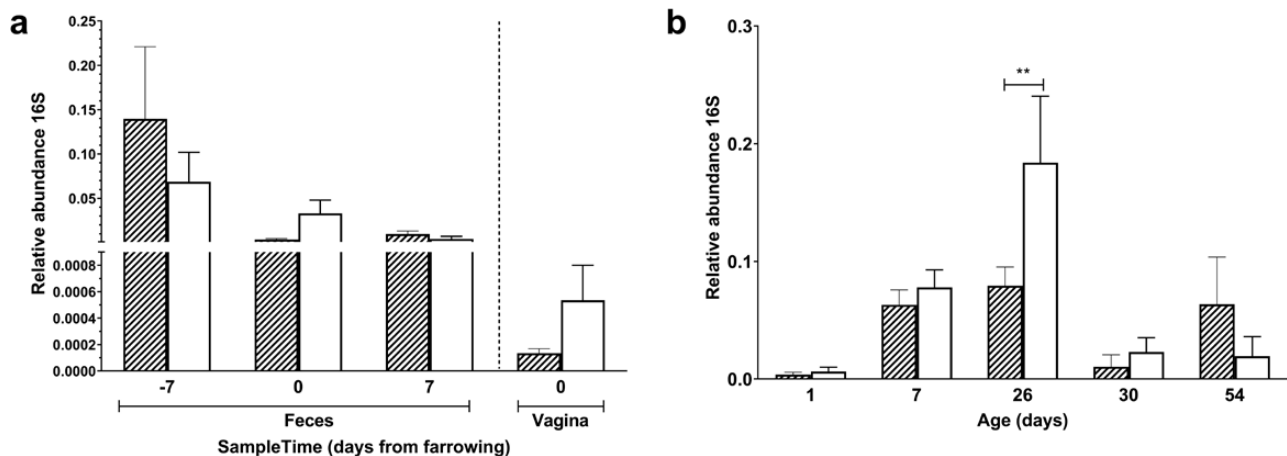 a
Relative abundance 16S
0.25
0.20
0.15
0.10
0.05
0.0008
0.0006
0.0004
0.0002
0.0000
-7 0 7 0
Feces Vagina
SampleTime (days from farrowing)
b
Relative abundance 16S
0.3
0.2
0.1
0.0
**
1 7 26 30 54
Age (days)